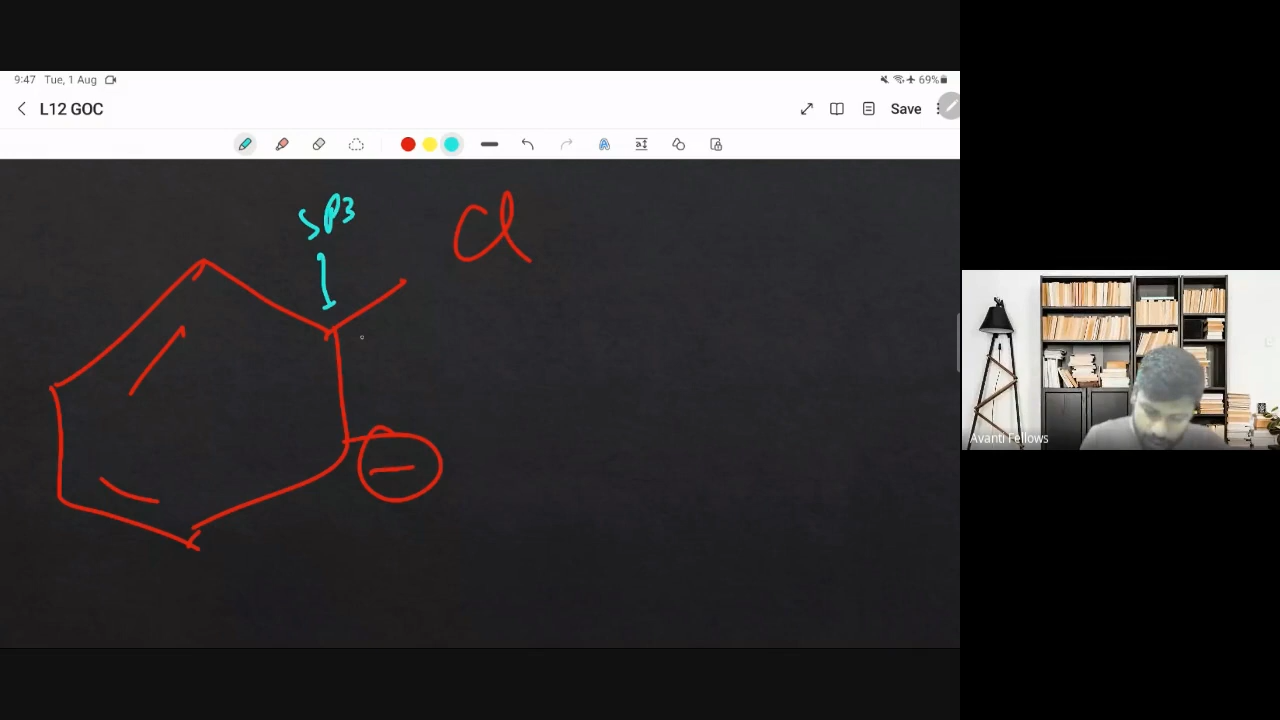 9:47 Tue, 1 Aug
69%
L12 GOC
Save
SP3
Cl
−
Avanti Fellows